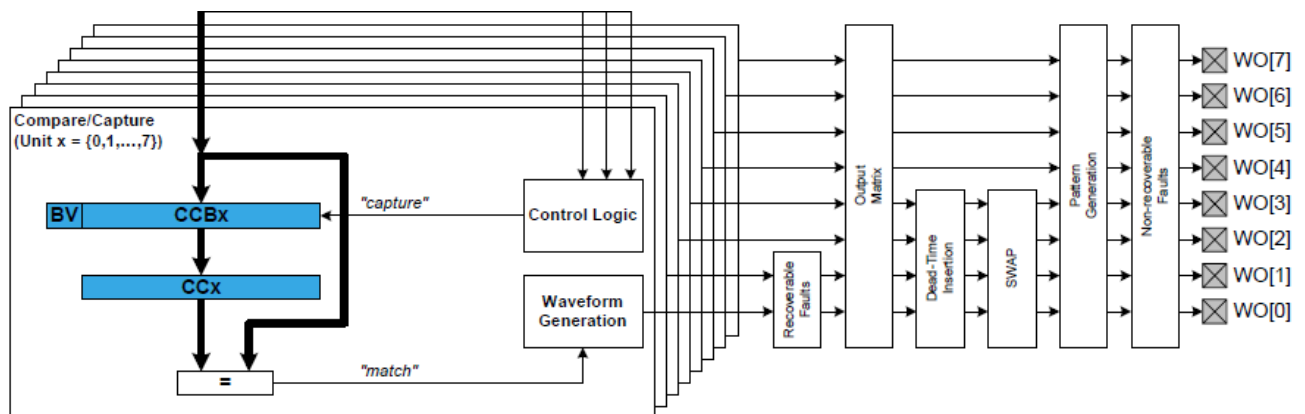 Compare/Capture
(Unit x = {0,1,...,7})
BV
CCBx
"capture"
Control Logic
CCx
Waveform
Generation
=
"match"
Recoverable
Faults
Output
Matrix
Dead-Time
Insertion
SWAP
Pattern
Generation
Non-recoverable
Faults
WO[7]
WO[6]
WO[5]
WO[4]
WO[3]
WO[2]
WO[1]
WO[0]